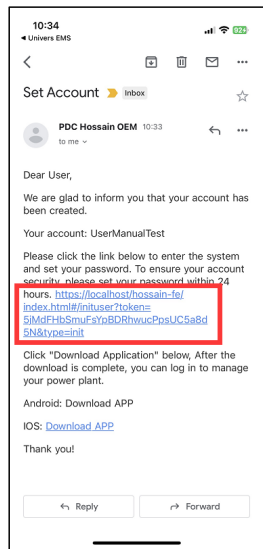 10:34
◀ Univers EMS
Set Account
Inbox
PDC Hossain OEM 10:33
to me
Dear User,
We are glad to inform you that your account has
been created.
Your account: UserManualTest
Please click the link below to enter the system
and set your password. To ensure your account
security, please set your password within 24
hours. https://localhost/hossain-fe/
index.html#/inituser?token=
5jMdFHbSmuFsYpBDRhwucPpsUC5a8d
5N&type=init
Click "Download Application" below, After the
download is complete, you can log in to manage
your power plant.
Android: Download APP
IOS: Download APP
Thank you!
Reply
Forward